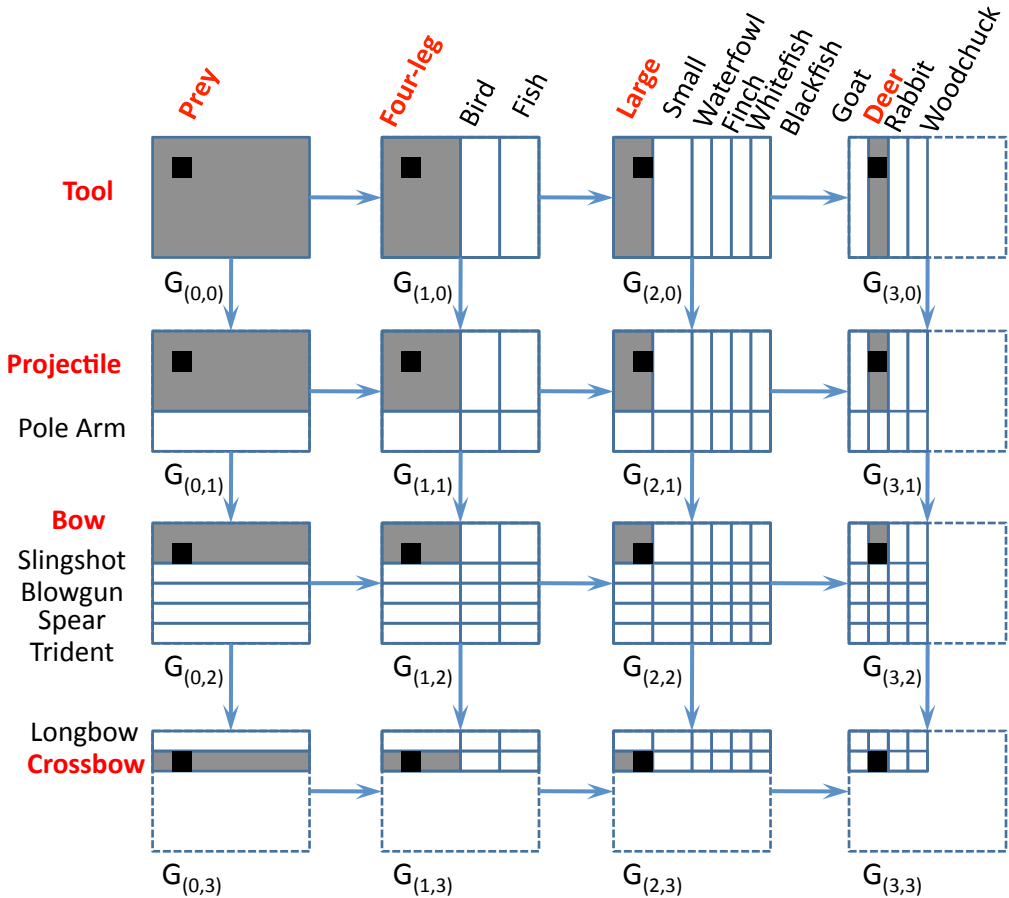 Prey
Four-leg
Bird
Fish
Large
Small
Waterfowl
Finch
Whitefish
Blackfish
Goat
Deer
Rabbit
Woodchuck
Tool
G(0,0)
G(1,0)
G(2,0)
G(3,0)
Projectile
Pole Arm
G(0,1)
G(1,1)
G(2,1)
G(3,1)
Bow
Slingshot
Blowgun
Spear
Trident
G(0,2)
G(1,2)
G(2,2)
G(3,2)
Longbow
Crossbow
G(0,3)
G(1,3)
G(2,3)
G(3,3)